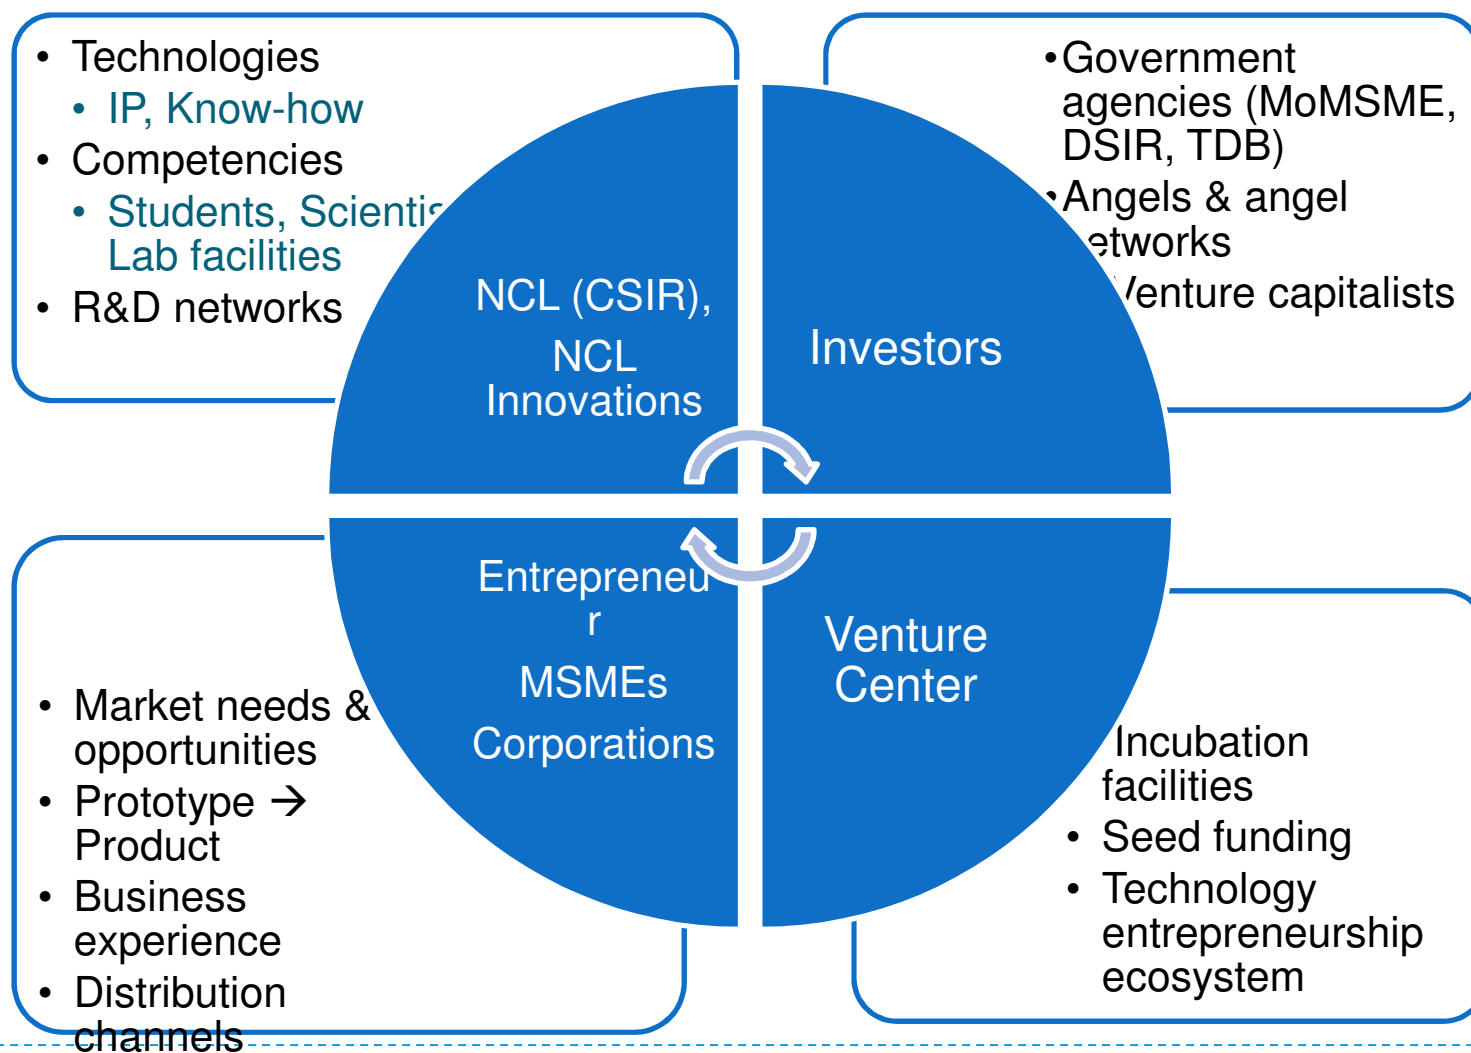 • Technologies
• IP, Know-how
• Competencies
• Students, Scientis
Lab facilities
• R&D networks
•Government
agencies (MoMSME,
DSIR, TDB)
•Angels & angel
etworks
Venture capitalists
NCL (CSIR),
NCL
Innovations
Investors
Entrepreneu
r
MSMEs
Corporations
Venture
Center
• Market needs &
opportunities
• Prototype →
Product
• Business
experience
• Distribution
channels
Incubation
facilities
• Seed funding
• Technology
entrepreneurship
ecosystem